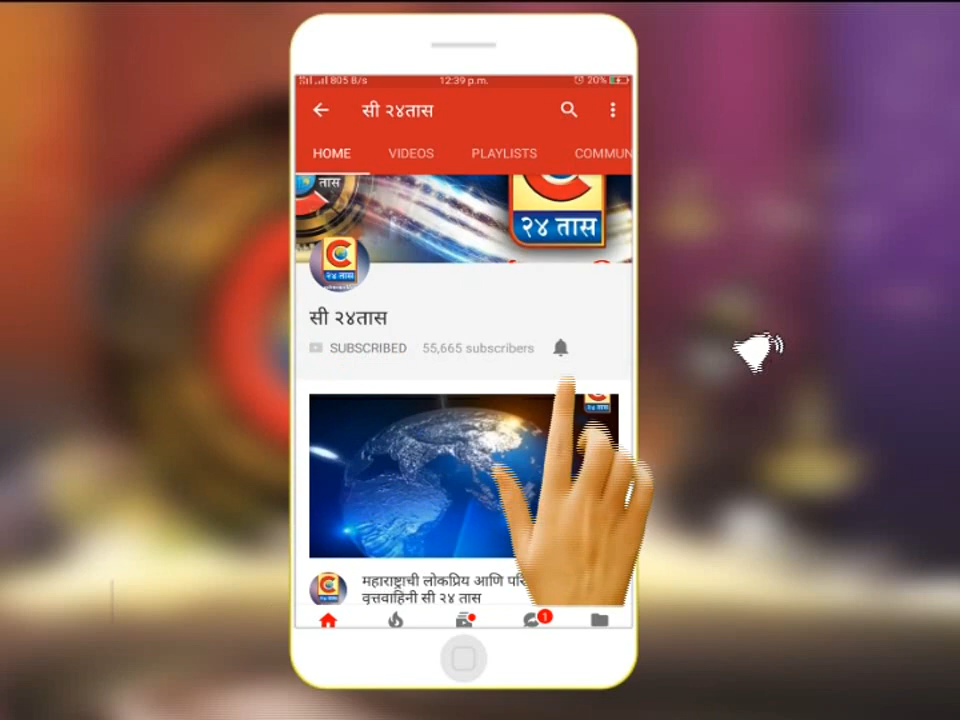 805 B/s 12:39 p.m. 20%
सी २४तास
HOME VIDEOS PLAYLISTS COMMUN
तास
२४ तास
२४ तास
सी २४तास
SUBSCRIBED 55,665 subscribers
महाराष्ट्राची लोकप्रिय आणि परि
वृत्तवाहिनी सी २४ तास
1